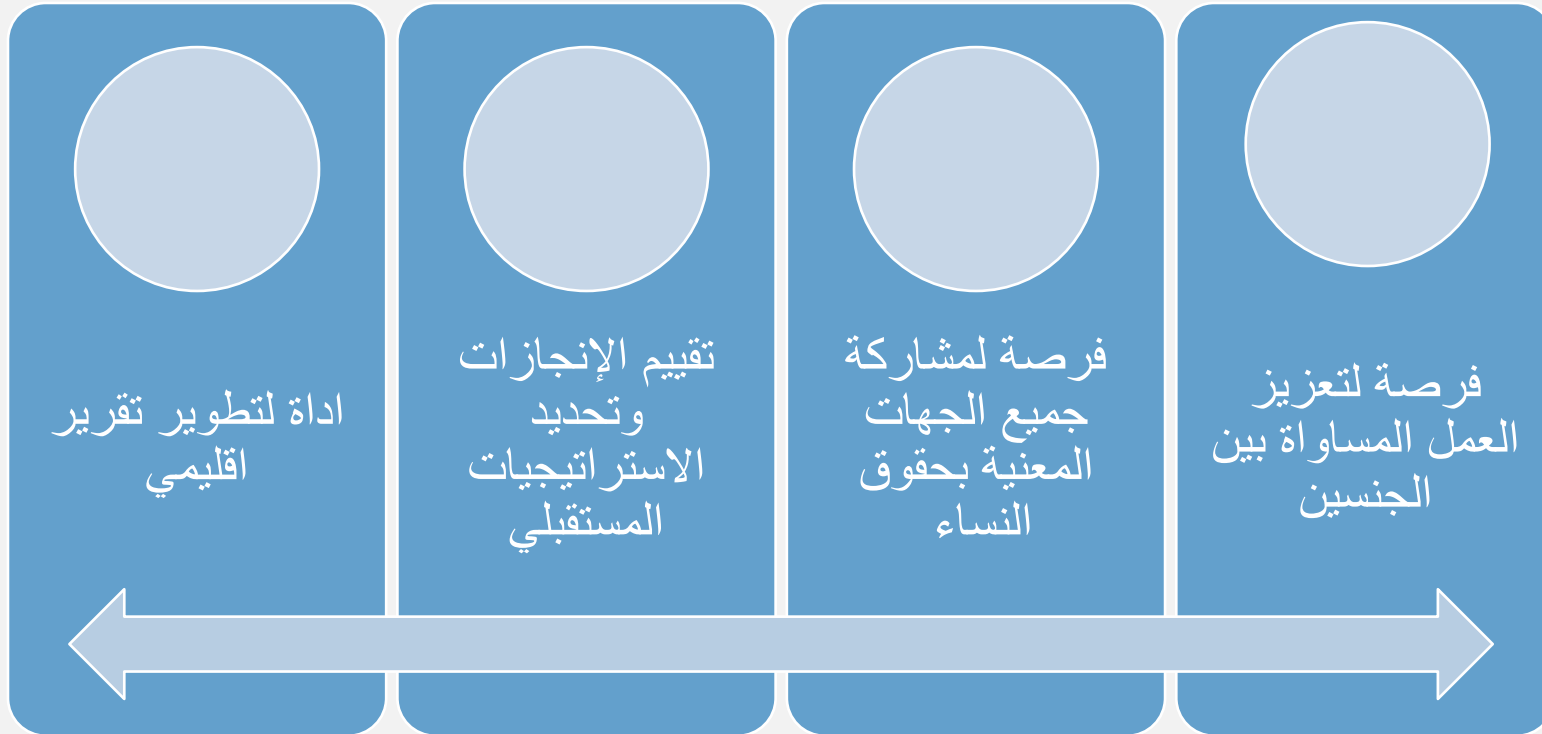 فرصة لتعزيز
العمل المساواة بين
الجنسين
فرصة لمشاركة
جميع الجهات
المعنية بحقوق
النساء
تقييم الإنجازات
وتحديد
الاستراتيجيات
المستقبلي
اداة لتطوير تقرير
اقليمي